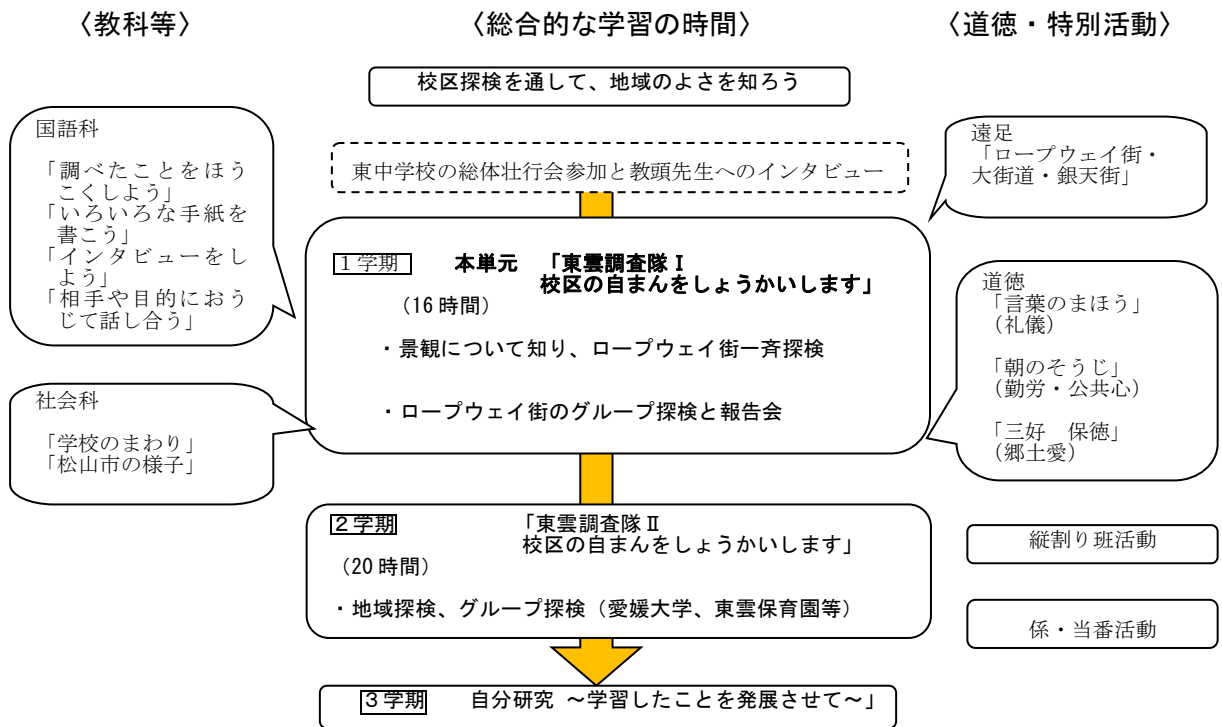 〈教科等〉
〈総合的な学習の時間〉
〈道徳・特別活動〉
校区探検を通して、地域のよさを知ろう
東中学校の総体壮行会参加と教頭先生へのインタビュー
国語科
「調べたことをほう
こくしよう」
「いろいろな手紙を
書こう」
「インタビューをし
よう」
「相手や目的におう
じて話し合う」
社会科
「学校のまわり」
「松山市の様子」
1学期 本単元 「東雲調査隊Ⅰ
校区の自まんをしょうかいします」
(16時間)
・景観について知り、ロープウェイ街一斉探検
・ロープウェイ街のグループ探検と報告会
2学期 「東雲調査隊Ⅱ
校区の自まんをしょうかいします」
(20時間)
・地域探検、グループ探検(愛媛大学、東雲保育園等)
3学期 自分研究 ~学習したことを発展させて~」
遠足
「ロープウェイ街・
大街道・銀天街」
道徳
「言葉のまほう」
(礼儀)
「朝のそうじ」
(勤労・公共心)
「三好 保徳」
(郷土愛)
縦割り班活動
係・当番活動